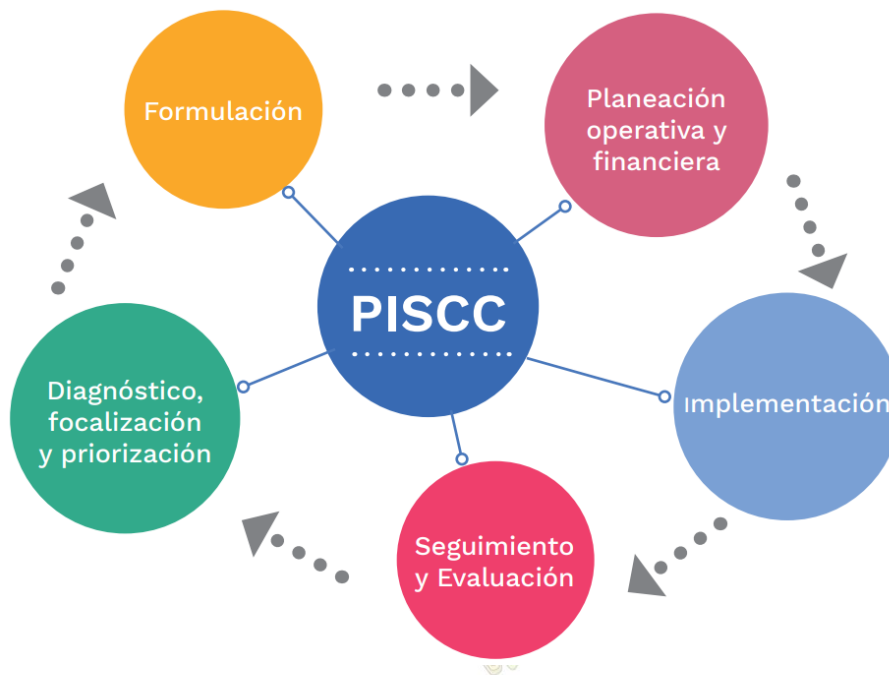 Formulación
Planeación
operativa y
financiera
PISCC
Diagnóstico,
focalización
y priorización
Implementación
Seguimiento
y Evaluación